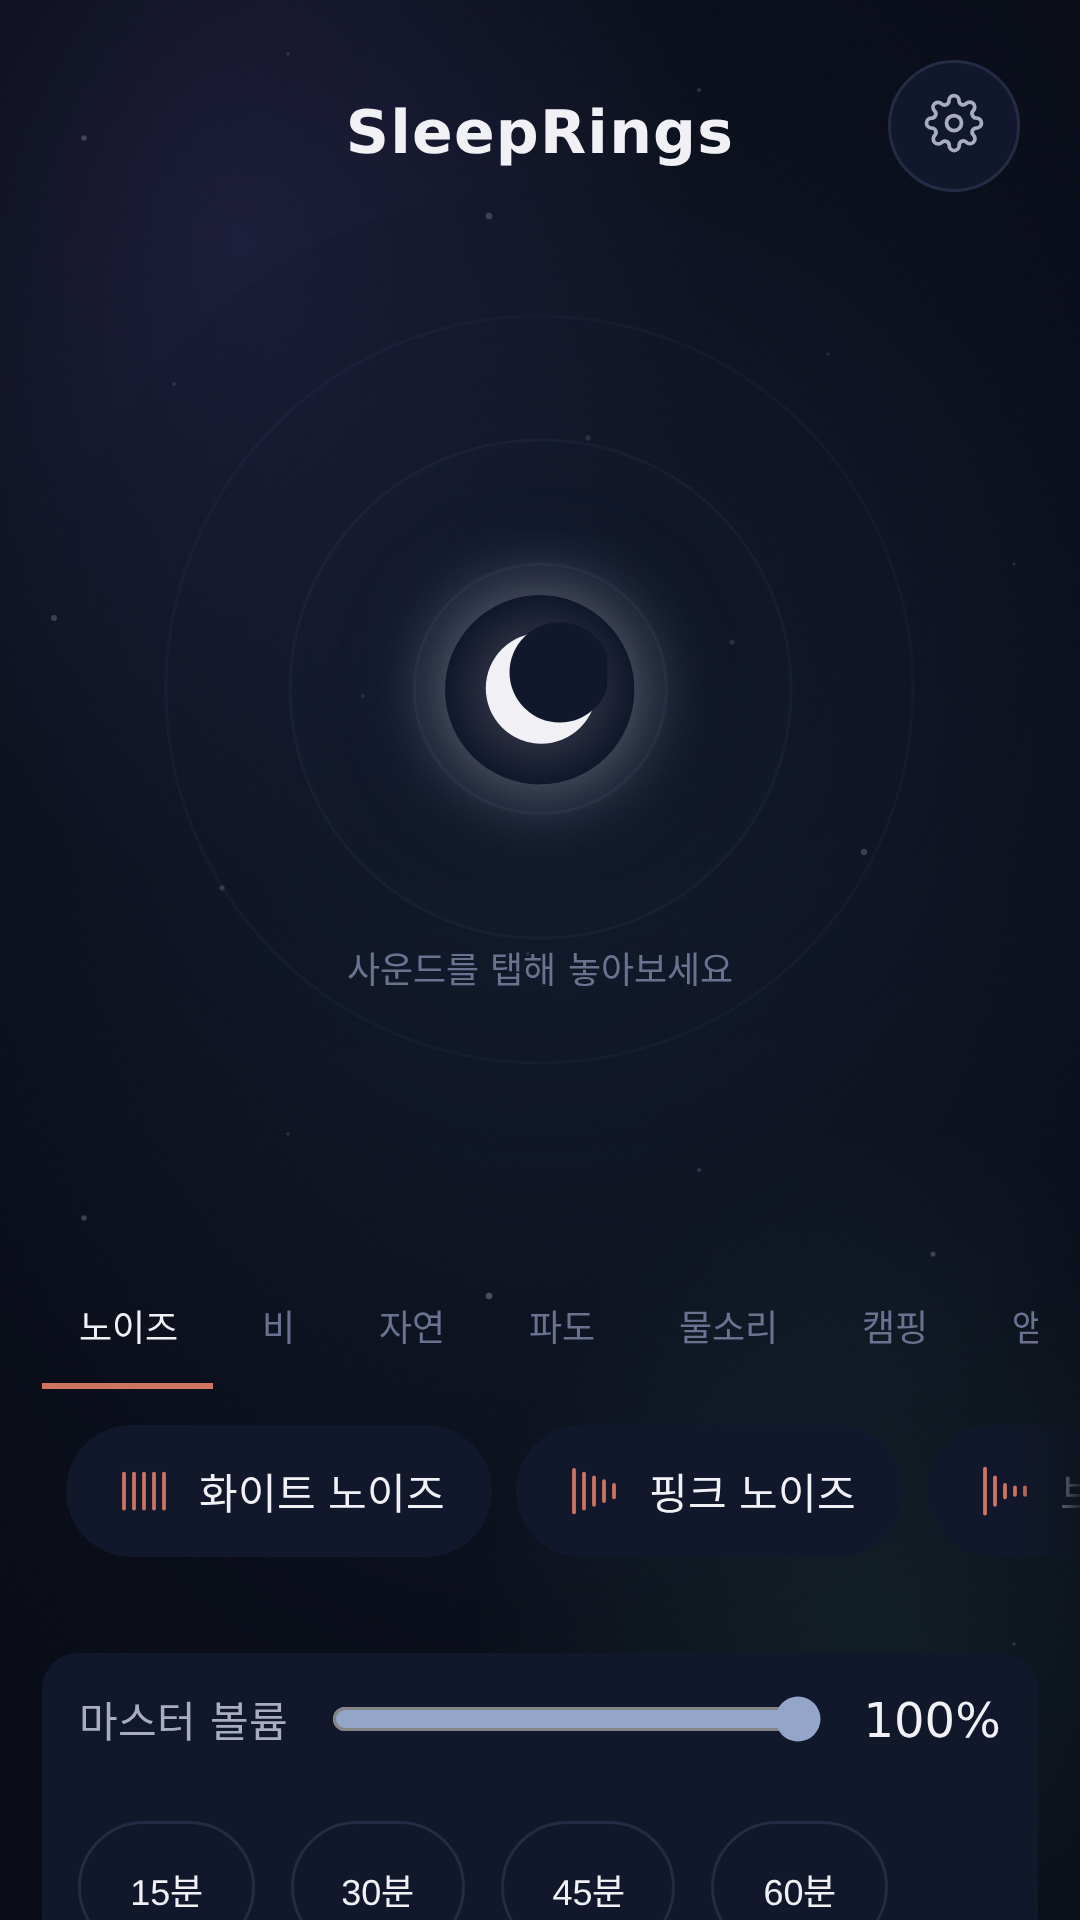 SleepRings
사운드를 탭해 놓아보세요
노이즈 비 자연 파도 물소리 캠핑
화이트 노이즈 핑크 노이즈
마스터 볼륨 100%
15분 30분 45분 60분